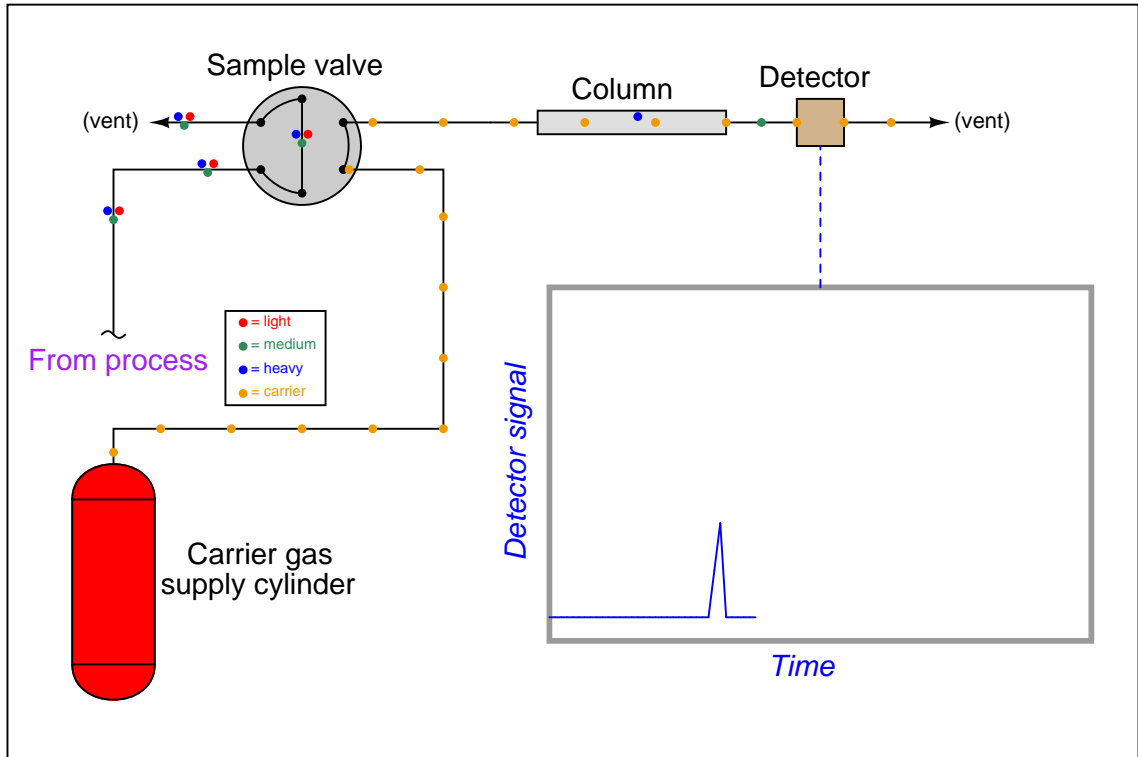 Sample valve
Column
Detector
(vent)
(vent)
From process
= light
= medium
= heavy
= carrier
Detector signal
Carrier gas
supply cylinder
Time